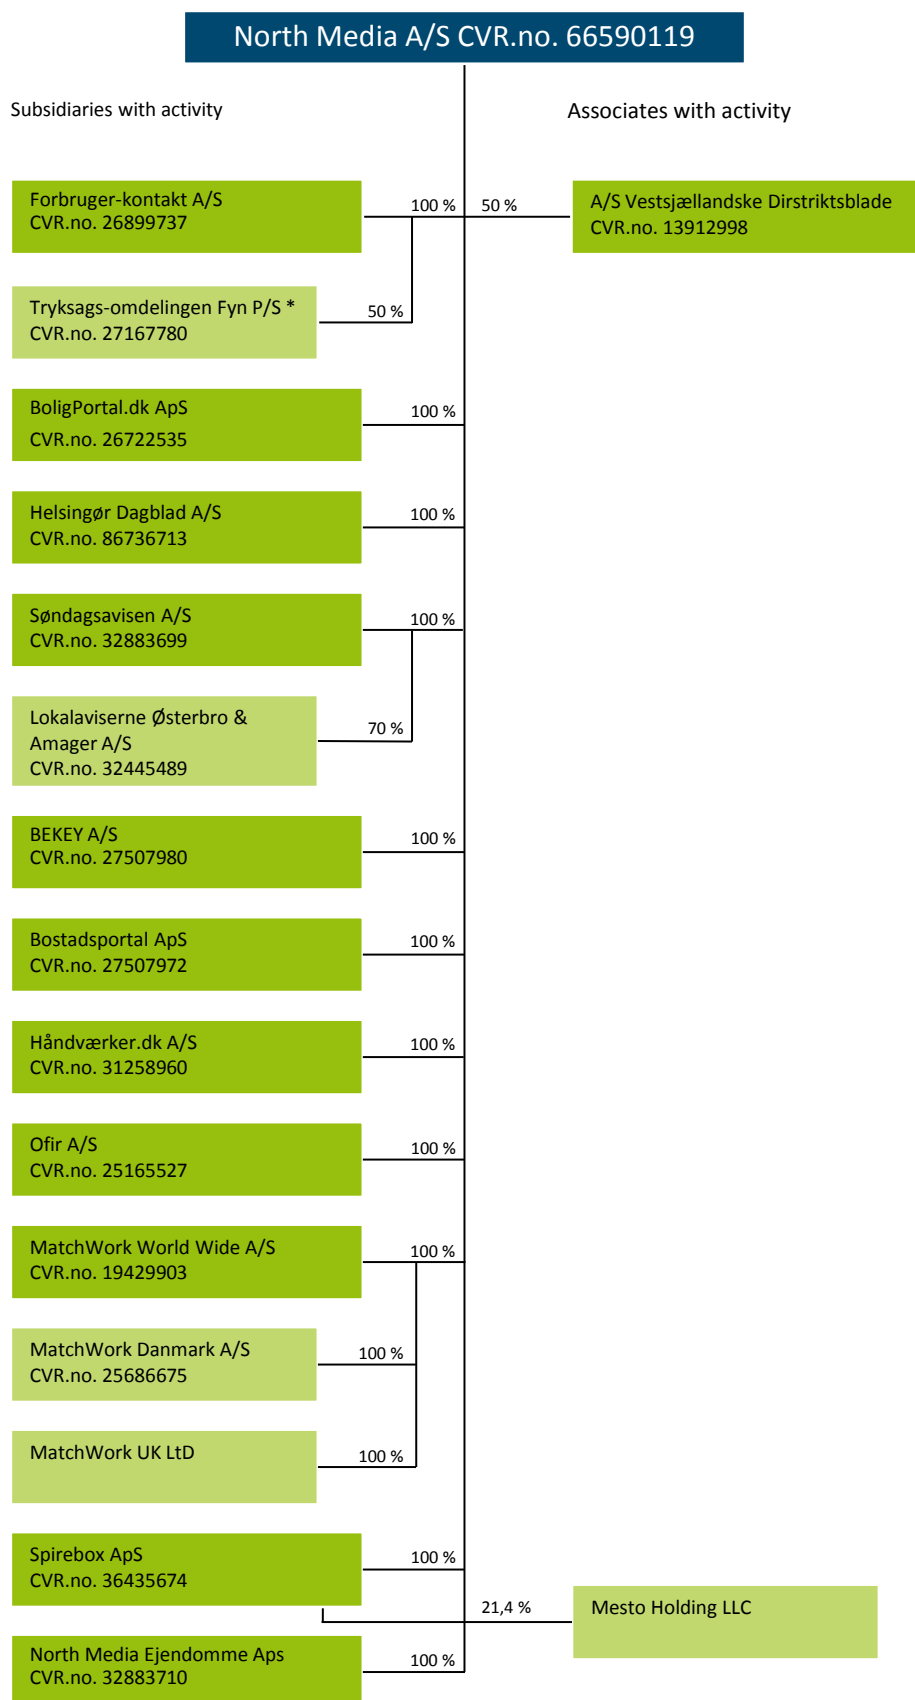 North Media A/S CVR.no. 66590119
Subsidiaries with activity
Associates with activity
Forbruger-kontakt A/S
CVR.no. 26899737
100 %
50 %
A/S Vestsjællandske Dirstriktsblade
CVR.no. 13912998
Tryksags-omdelingen Fyn P/S *
CVR.no. 27167780
50 %
BoligPortal.dk ApS
CVR.no. 26722535
100 %
Helsingør Dagblad A/S
CVR.no. 86736713
100 %
Søndagsavisen A/S
CVR.no. 32883699
100 %
Lokalaviserne Østerbro &
Amager A/S
CVR.no. 32445489
70 %
BEKEY A/S
CVR.no. 27507980
100 %
Bostadsportal ApS
CVR.no. 27507972
100 %
Håndværker.dk A/S
CVR.no. 31258960
100 %
Ofir A/S
CVR.no. 25165527
100 %
MatchWork World Wide A/S
CVR.no. 19429903
100 %
MatchWork Danmark A/S
CVR.no. 25686675
100 %
MatchWork UK LtD
100 %
Spirebox ApS
CVR.no. 36435674
100 %
21,4 %
Mesto Holding LLC
North Media Ejendomme Aps
CVR.no. 32883710
100 %